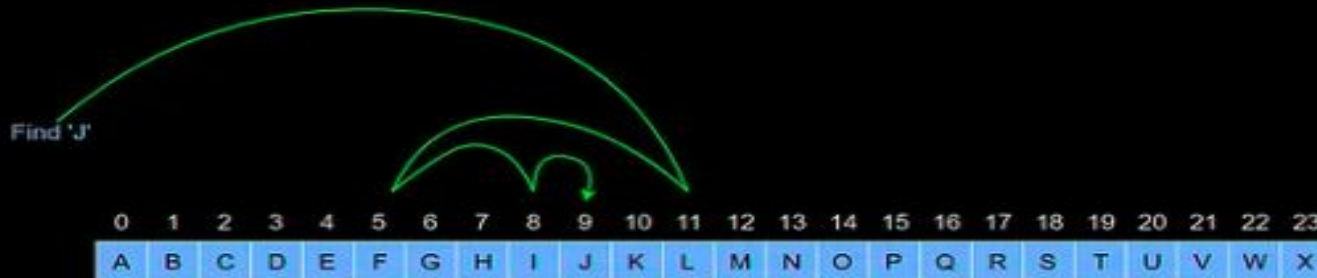 Find 'J'
0 1 2 3 4 5 6 7 8 9 10 11 12 13 14 15 16 17 18 19 20 21 22 23
A B C D E F G H I J K L M N O P Q R S T U V W X